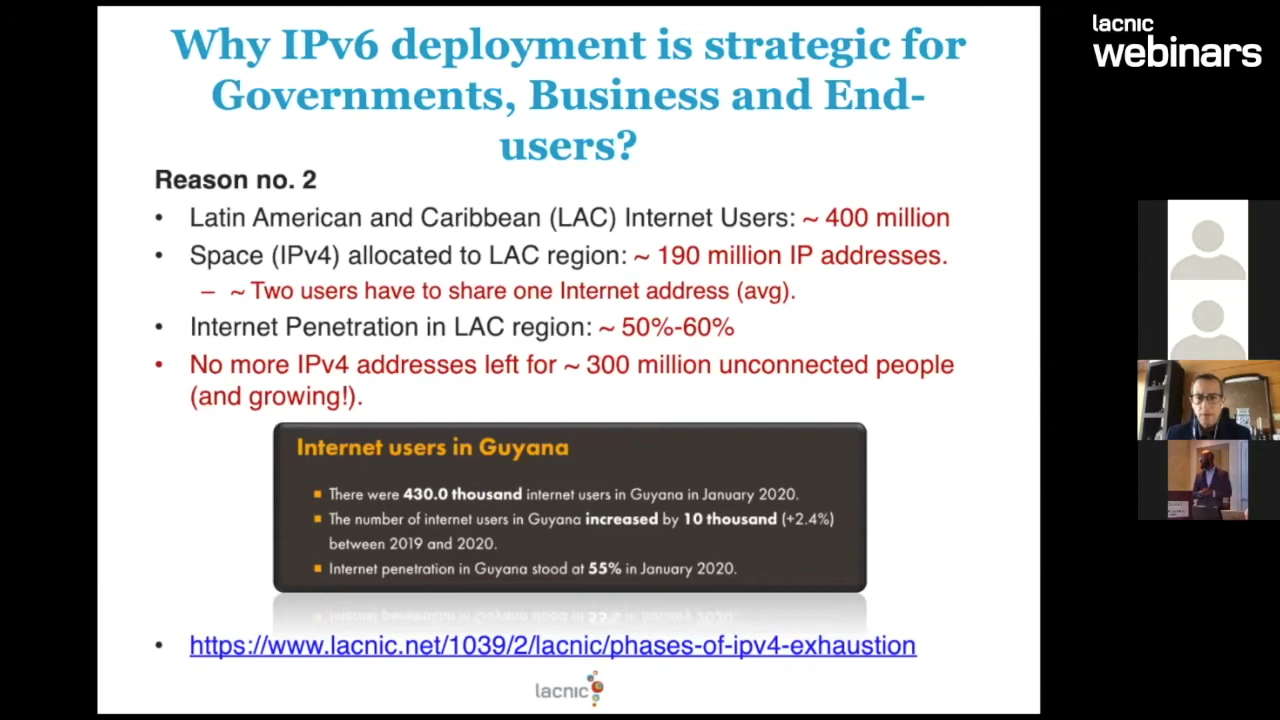 Why IPv6 deployment is strategic for
Governments, Business and End-
users?
Reason no. 2
• Latin American and Caribbean (LAC) Internet Users: ~ 400 million
• Space (IPv4) allocated to LAC region: ~ 190 million IP addresses.
– ~ Two users have to share one Internet address (avg).
• Internet Penetration in LAC region: ~ 50%-60%
• No more IPv4 addresses left for ~ 300 million unconnected people
(and growing!).
Internet users in Guyana
▪ There were 430.0 thousand internet users in Guyana in January 2020.
▪ The number of internet users in Guyana increased by 10 thousand (+2.4%)
between 2019 and 2020.
▪ Internet penetration in Guyana stood at 55% in January 2020.
• https://www.lacnic.net/1039/2/lacnic/phases-of-ipv4-exhaustion
lacnic
lacnic
webinars